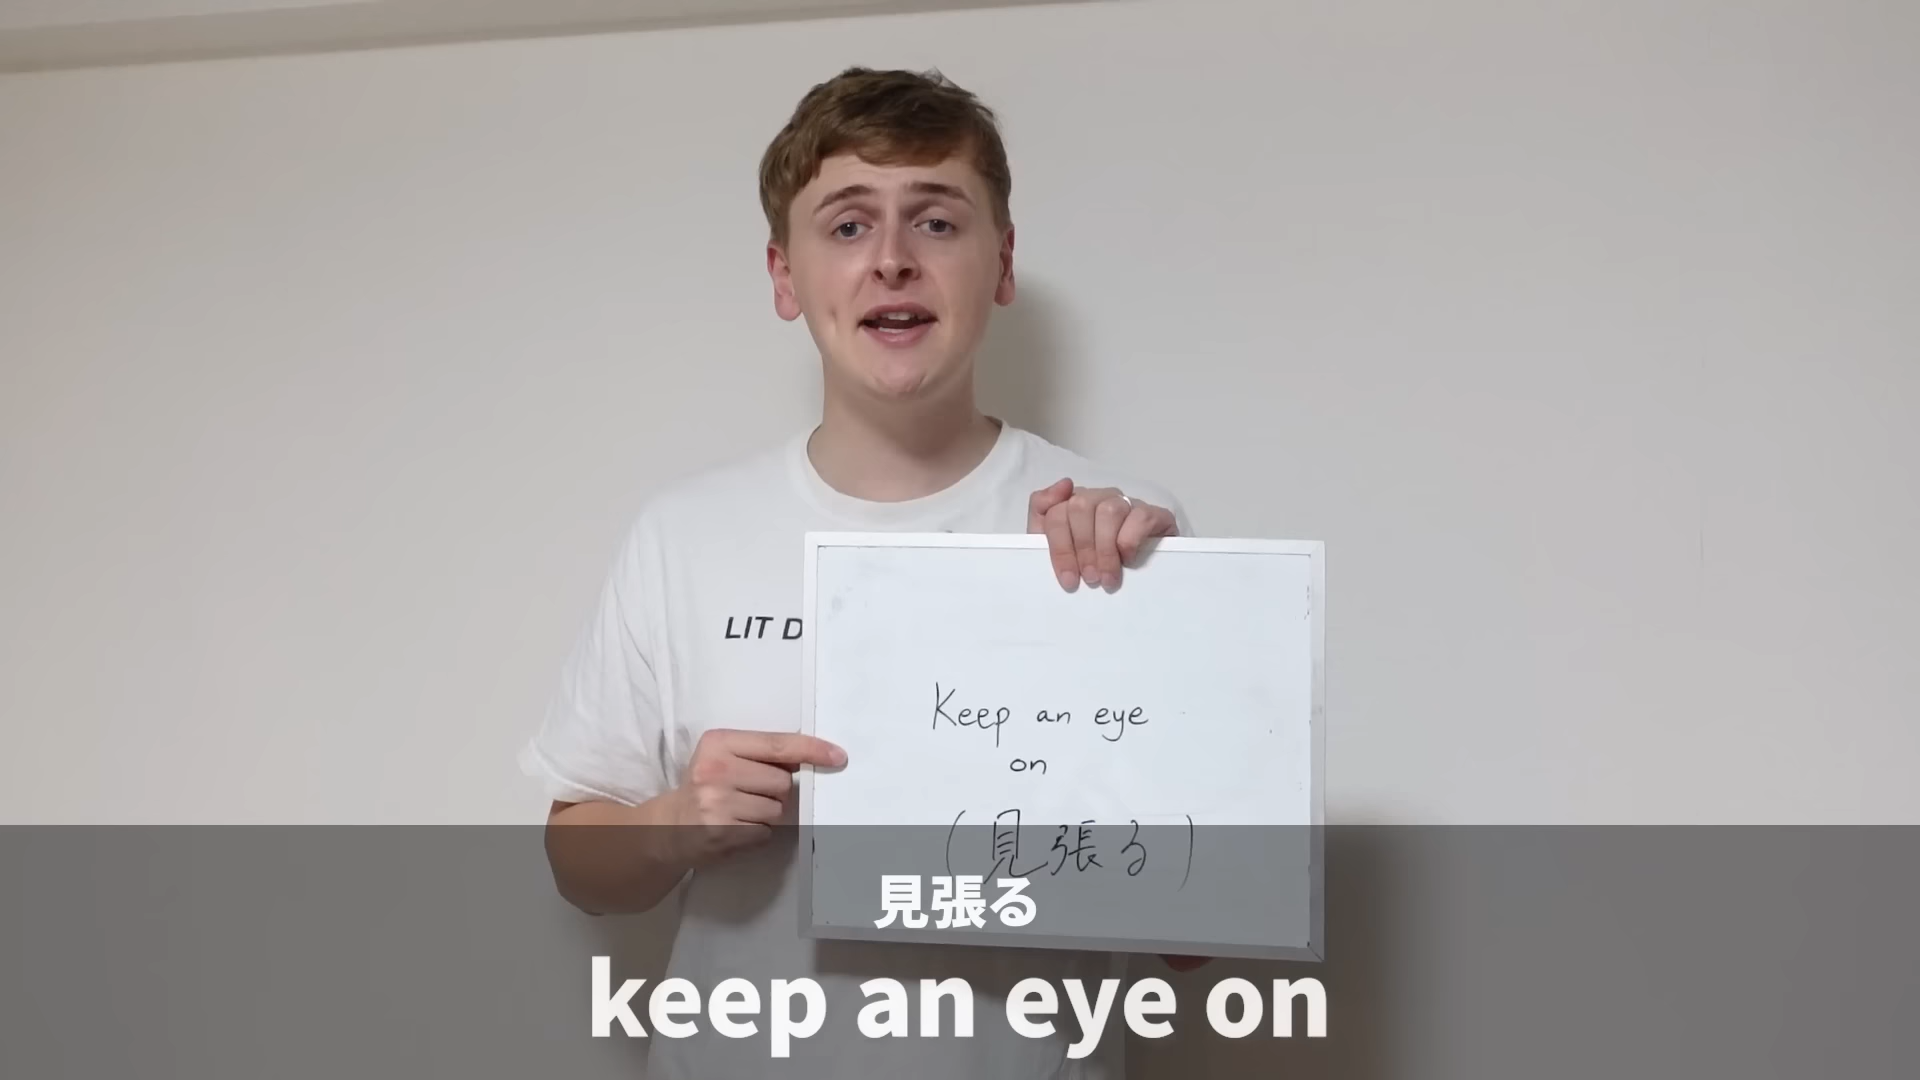 LIT D
Keep an eye
on
(見張る)
見張る
keep an eye on